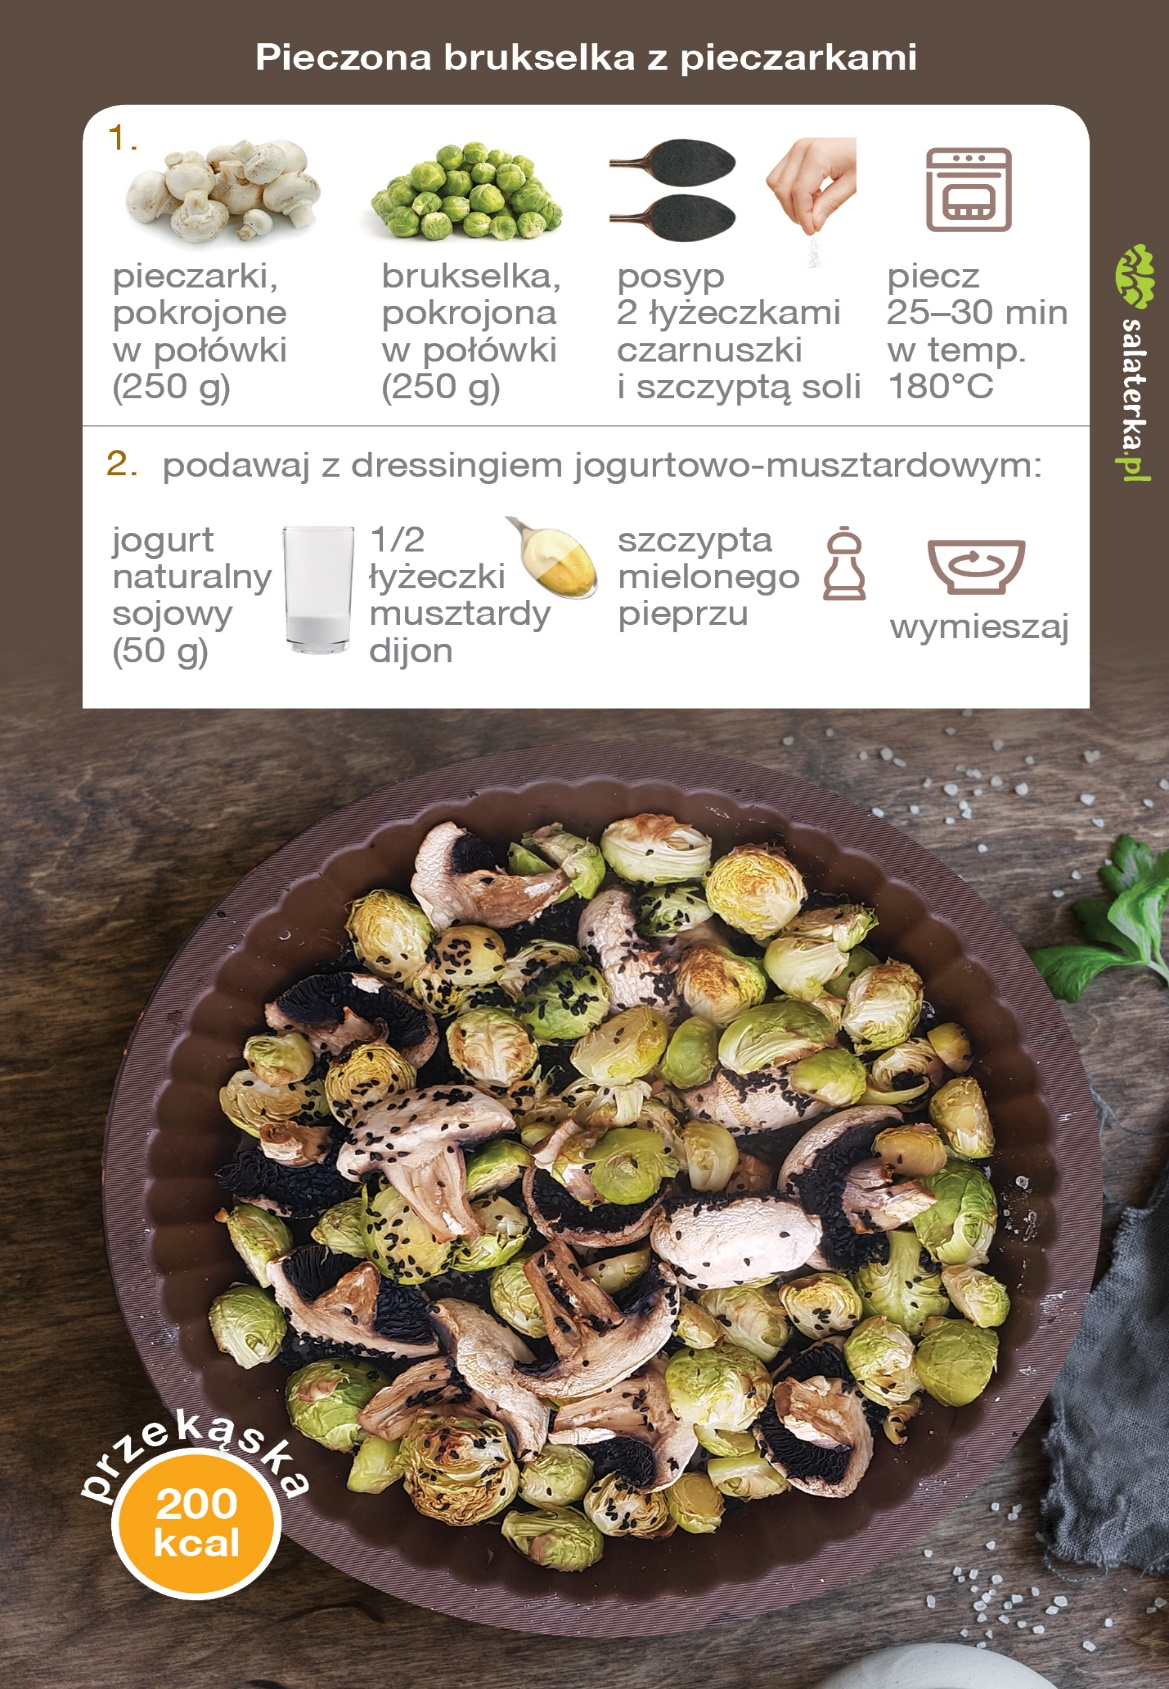 Pieczona brukselka z pieczarkami
1.
pieczarki,
pokrojone
w połówki
(250 g)
brukselka,
pokrojona
w połówki
(250 g)
posyp
2 łyżeczkami
czarnuszki
i szczyptą soli
piecz
25–30 min
w temp.
180°C
2. podawaj z dressingiem jogurtowo-musztardowym:
jogurt
naturalny
sojowy
(50 g)
1/2
łyżeczki
musztardy
dijon
szczypta
mielonego
pieprzu
wymieszaj
salaterka.pl
przekąska
200
kcal